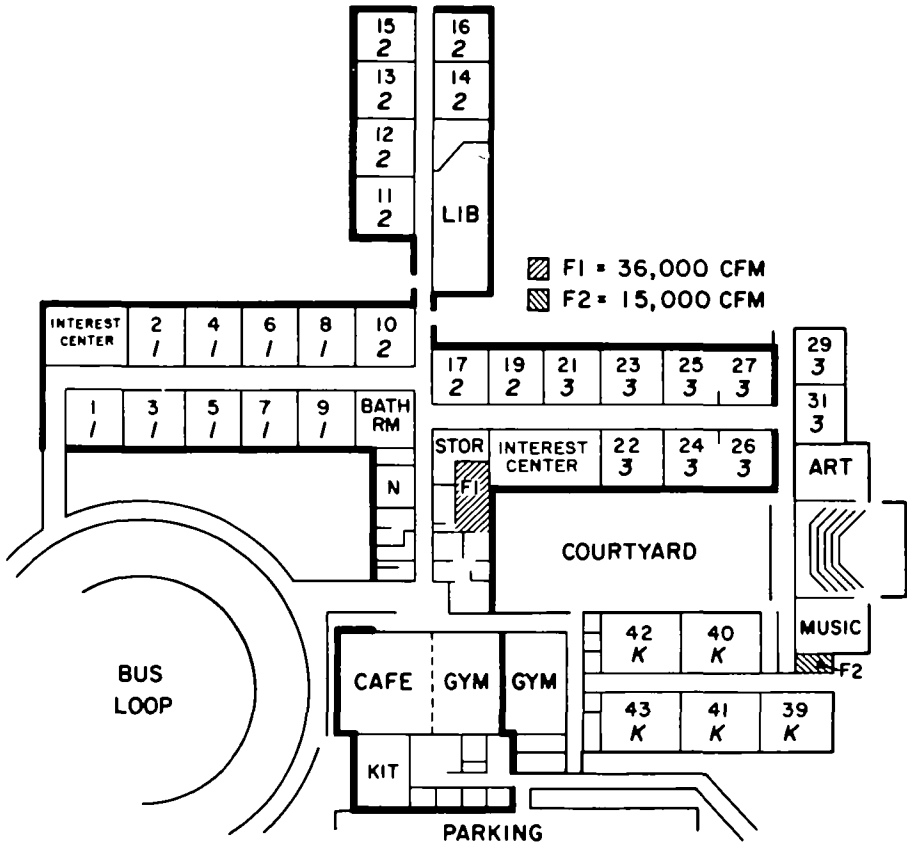 15 16
2 2
13 14
2 2
12
2
11
2
LIB
F1 = 36,000 CFM
F2 = 15,000 CFM
INTEREST CENTER
2 4 6 8 10
1 1 1 1 2
17 19 21 23 25 27
2 2 3 3 3 3
29
3
31
3
1 3 5 7 9
1 1 1 1 1
BATH RM
STOR
INTEREST CENTER
22 24 26
3 3 3
ART
N
F1
COURTYARD
MUSIC
F2
42 40
K K
BUS
LOOP
CAFE GYM GYM
43 41 39
K K K
KIT
PARKING